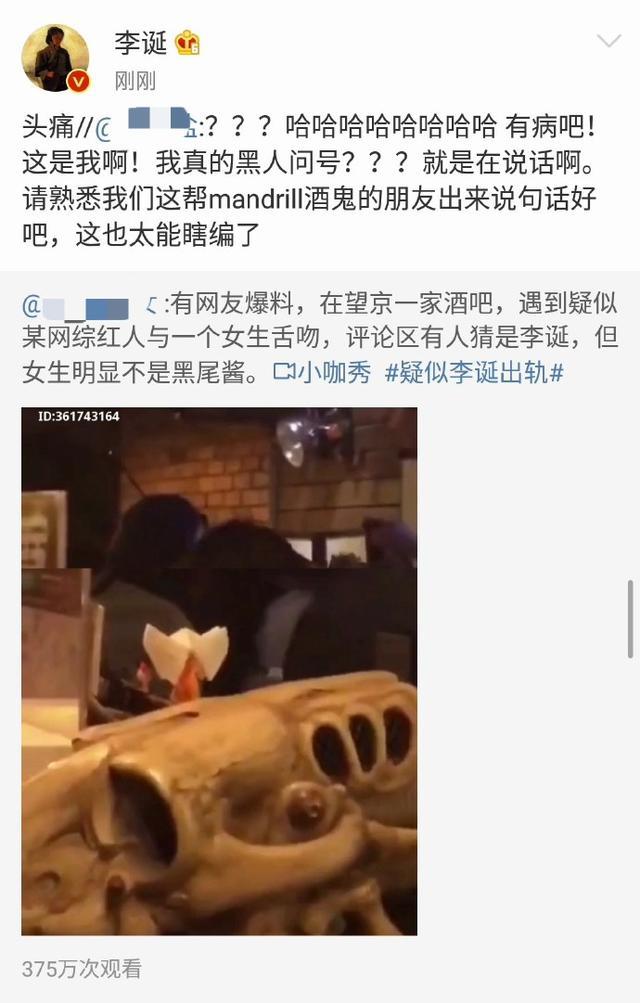 李诞
刚刚
头痛//@:？？？哈哈哈哈哈哈哈哈 有病吧！
这是我啊！我真的黑人问号？？？就是在说话啊。
请熟悉我们这帮mandrill酒鬼的朋友出来说句话好
吧，这也太能瞎编了
@:有网友爆料，在望京一家酒吧，遇到疑似
某网综红人与一个女生舌吻，评论区有人猜是李诞，但
女生明显不是黑尾酱。小咖秀 #疑似李诞出轨#
ID:361743164
375万次观看